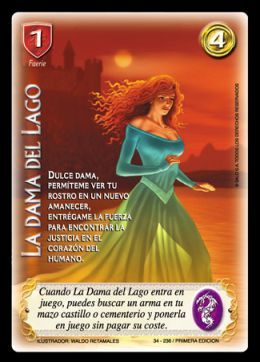 1
4
Faerie
LA DAMA DEL LAGO
DULCE DAMA,
PERMÍTEME VER TU
ROSTRO EN UN NUEVO
AMANECER,
ENTRÉGAME LA FUERZA
PARA ENCONTRAR LA
JUSTICIA EN EL
CORAZÓN DEL
HUMANO.
Cuando La Dama del Lago entra en
juego, puedes buscar un arma en tu
mazo castillo o cementerio y ponerla
en juego sin pagar su coste.
ILUSTRADOR: WALDO RETAMALES
34 - 236 / PRIMERA EDICION